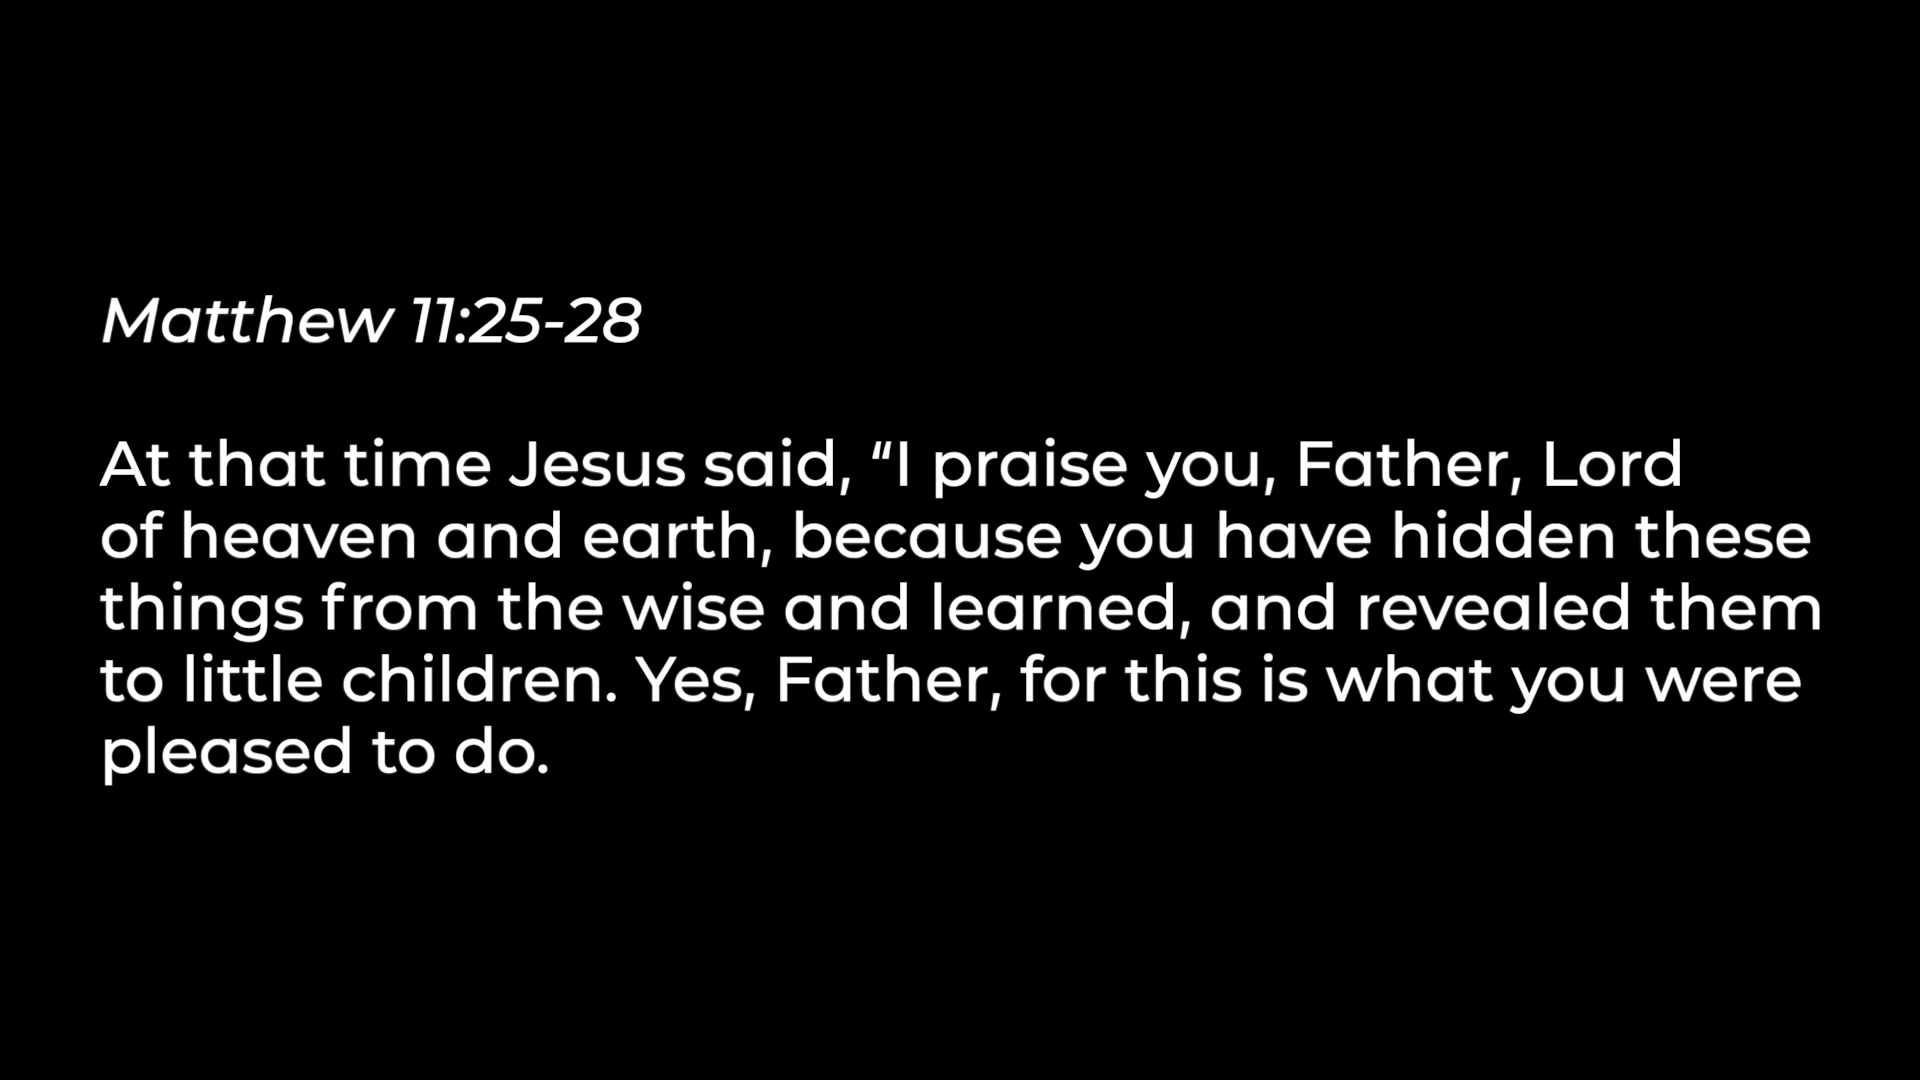 Matthew 11:25-28
At that time Jesus said, “I praise you, Father, Lord
of heaven and earth, because you have hidden these
things from the wise and learned, and revealed them
to little children. Yes, Father, for this is what you were
pleased to do.